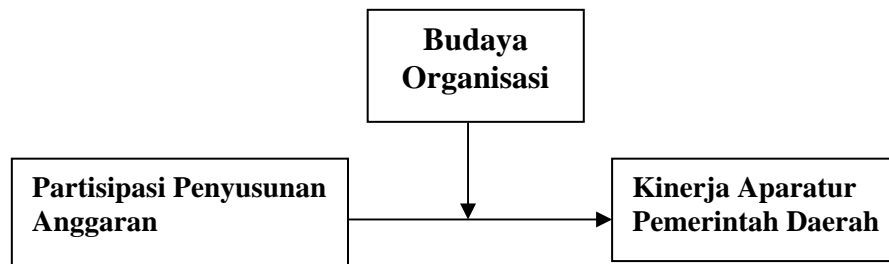 Budaya
Organisasi
Partisipasi Penyusunan
Anggaran
Kinerja Aparatur
Pemerintah Daerah